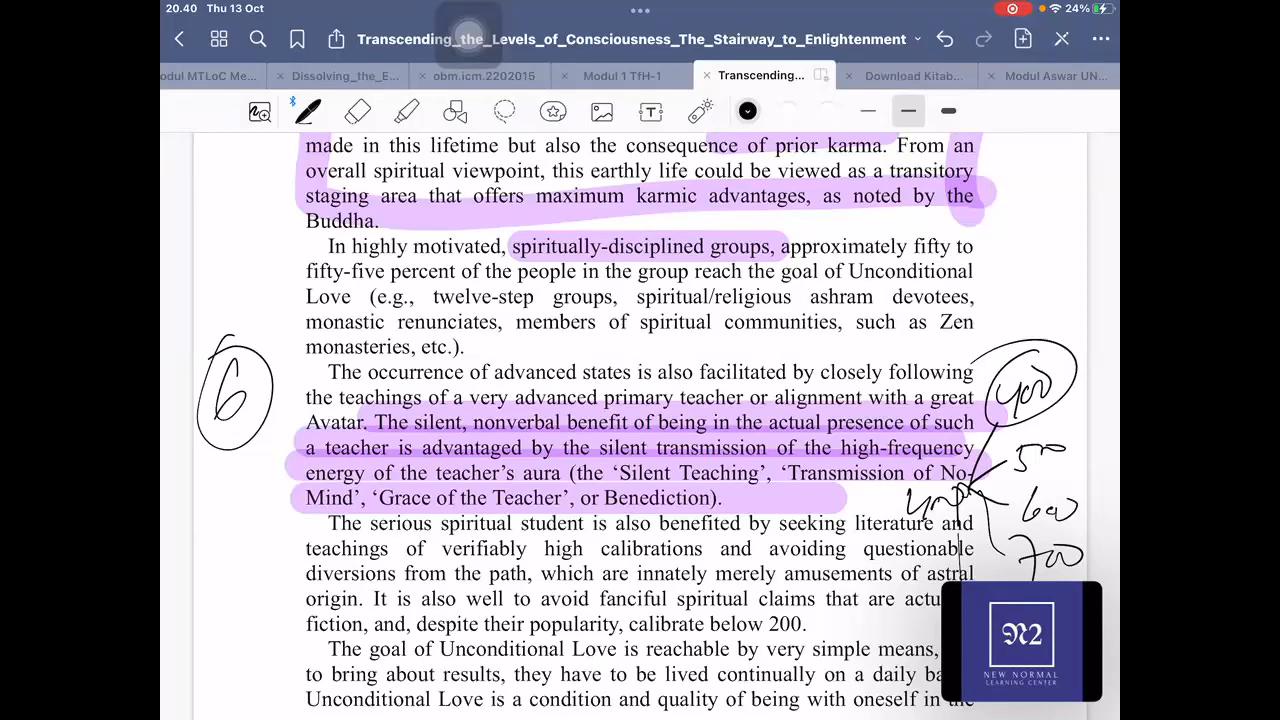 20.40 Thu 13 Oct
24%
Transcending_the_Levels_of_Consciousness_The_Stairway_to_Enlightenment
odul MTLoC Me...
Dissolving_the_E...
obm.icm.2202015
Modul 1 TfH-1
Transcending...
Download Kitab...
Modul Aswar UN...
made in this lifetime but also the consequence of prior karma. From an
overall spiritual viewpoint, this earthly life could be viewed as a transitory
staging area that offers maximum karmic advantages, as noted by the
Buddha.
In highly motivated, spiritually-disciplined groups, approximately fifty to
fifty-five percent of the people in the group reach the goal of Unconditional
Love (e.g., twelve-step groups, spiritual/religious ashram devotees,
monastic renunciates, members of spiritual communities, such as Zen
monasteries, etc.).
The occurrence of advanced states is also facilitated by closely following
the teachings of a very advanced primary teacher or alignment with a great
Avatar. The silent, nonverbal benefit of being in the actual presence of such
a teacher is advantaged by the silent transmission of the high-frequency
energy of the teacher's aura (the ‘Silent Teaching’, ‘Transmission of No-
Mind’, ‘Grace of the Teacher’, or Benediction).
The serious spiritual student is also benefited by seeking literature and
teachings of verifiably high calibrations and avoiding questionable
diversions from the path, which are innately merely amusements of astral
origin. It is also well to avoid fanciful spiritual claims that are actu
fiction, and, despite their popularity, calibrate below 200.
The goal of Unconditional Love is reachable by very simple means,
to bring about results, they have to be lived continually on a daily ba
Unconditional Love is a condition and quality of being with oneself in the
6
400
500
600
700
N2
NEW NORMAL
LEARNING CENTER